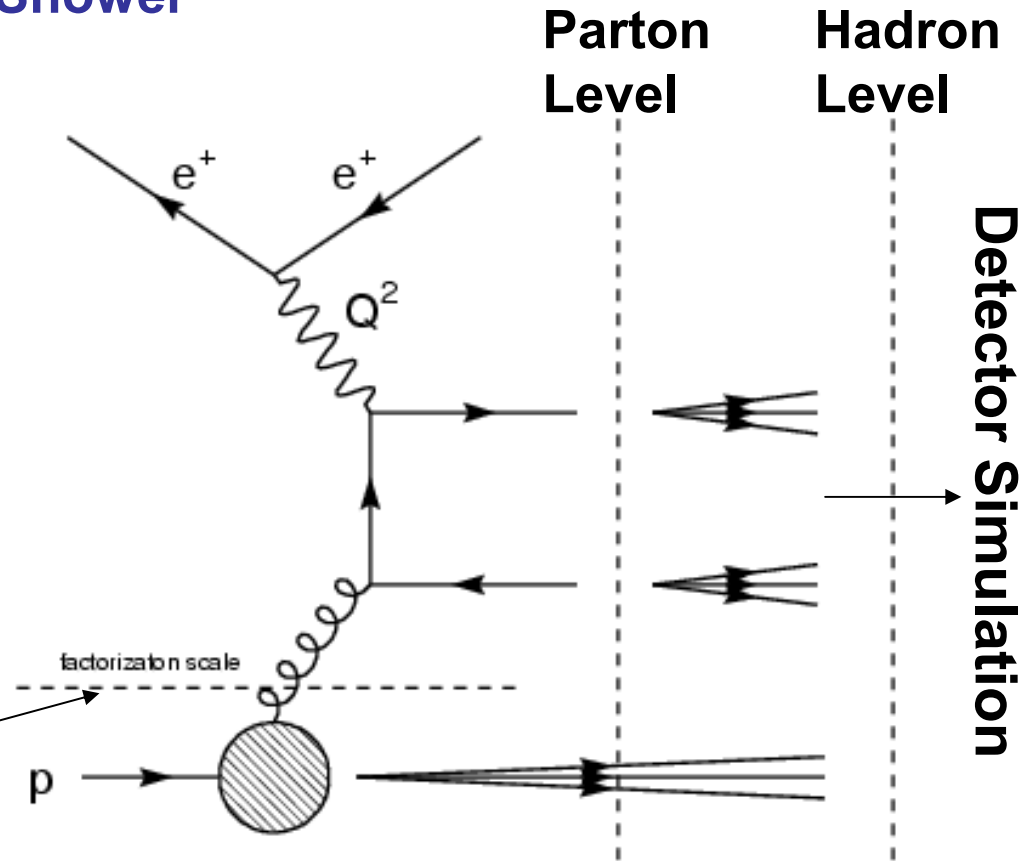 Shower
Parton
Level
Hadron
Level
e+
e+
Q2
Detector Simulation
factorizaton scale
p